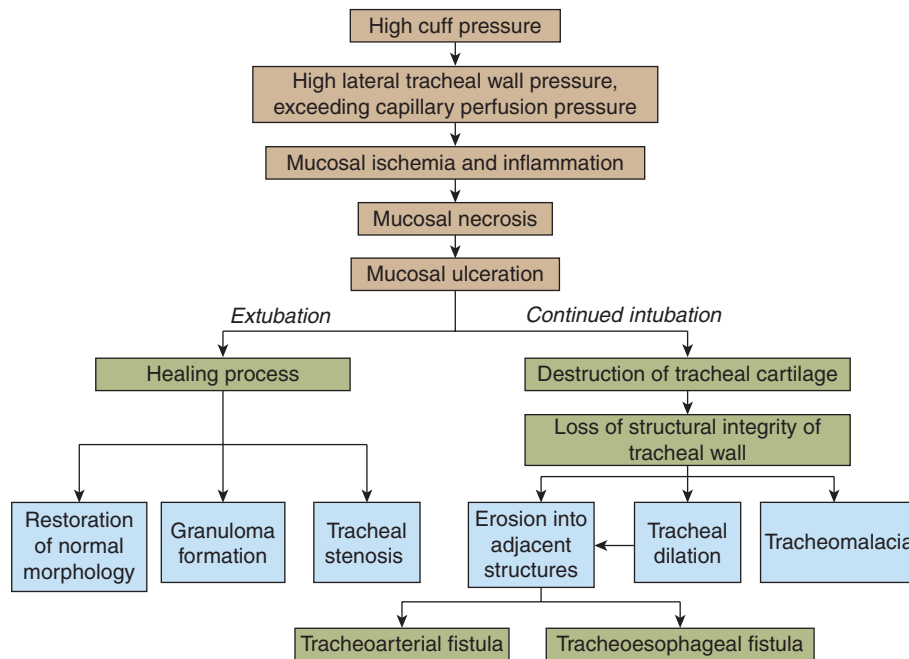 High cuff pressure
High lateral tracheal wall pressure,
exceeding capillary perfusion pressure
Mucosal ischemia and inflammation
Mucosal necrosis
Mucosal ulceration
Extubation
Continued intubation
Healing process
Destruction of tracheal cartilage
Loss of structural integrity of
tracheal wall
Restoration
of normal
morphology
Granuloma
formation
Tracheal
stenosis
Erosion into
adjacent
structures
Tracheal
dilation
Tracheomalacia
Tracheoarterial fistula
Tracheoesophageal fistula